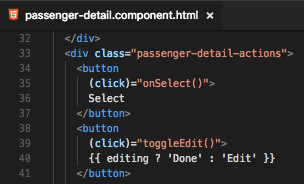 passenger-detail.component.html ×
32 </div>
33 <div class="passenger-detail-actions">
34 <button
35 (click)="onSelect()">
36 Select
37 </button>
38 <button
39 (click)="toggleEdit()">
40 {{ editing ? 'Done' : 'Edit' }}
41 </button>